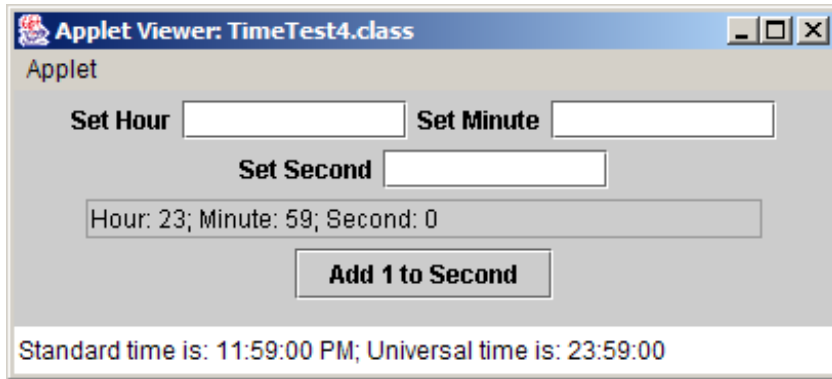 Applet Viewer: TimeTest4.class
Applet
Set Hour Set Minute
Set Second
Hour: 23; Minute: 59; Second: 0
Add 1 to Second
Standard time is: 11:59:00 PM; Universal time is: 23:59:00